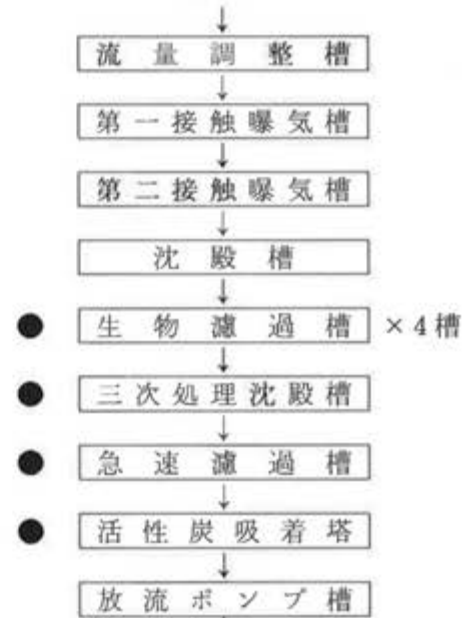 流量調整槽
第一接触曝気槽
第二接触曝気槽
沈殿槽
生物濾過槽 ×4槽
三次処理沈殿槽
急速濾過槽
活性炭吸着塔
放流ポンプ槽